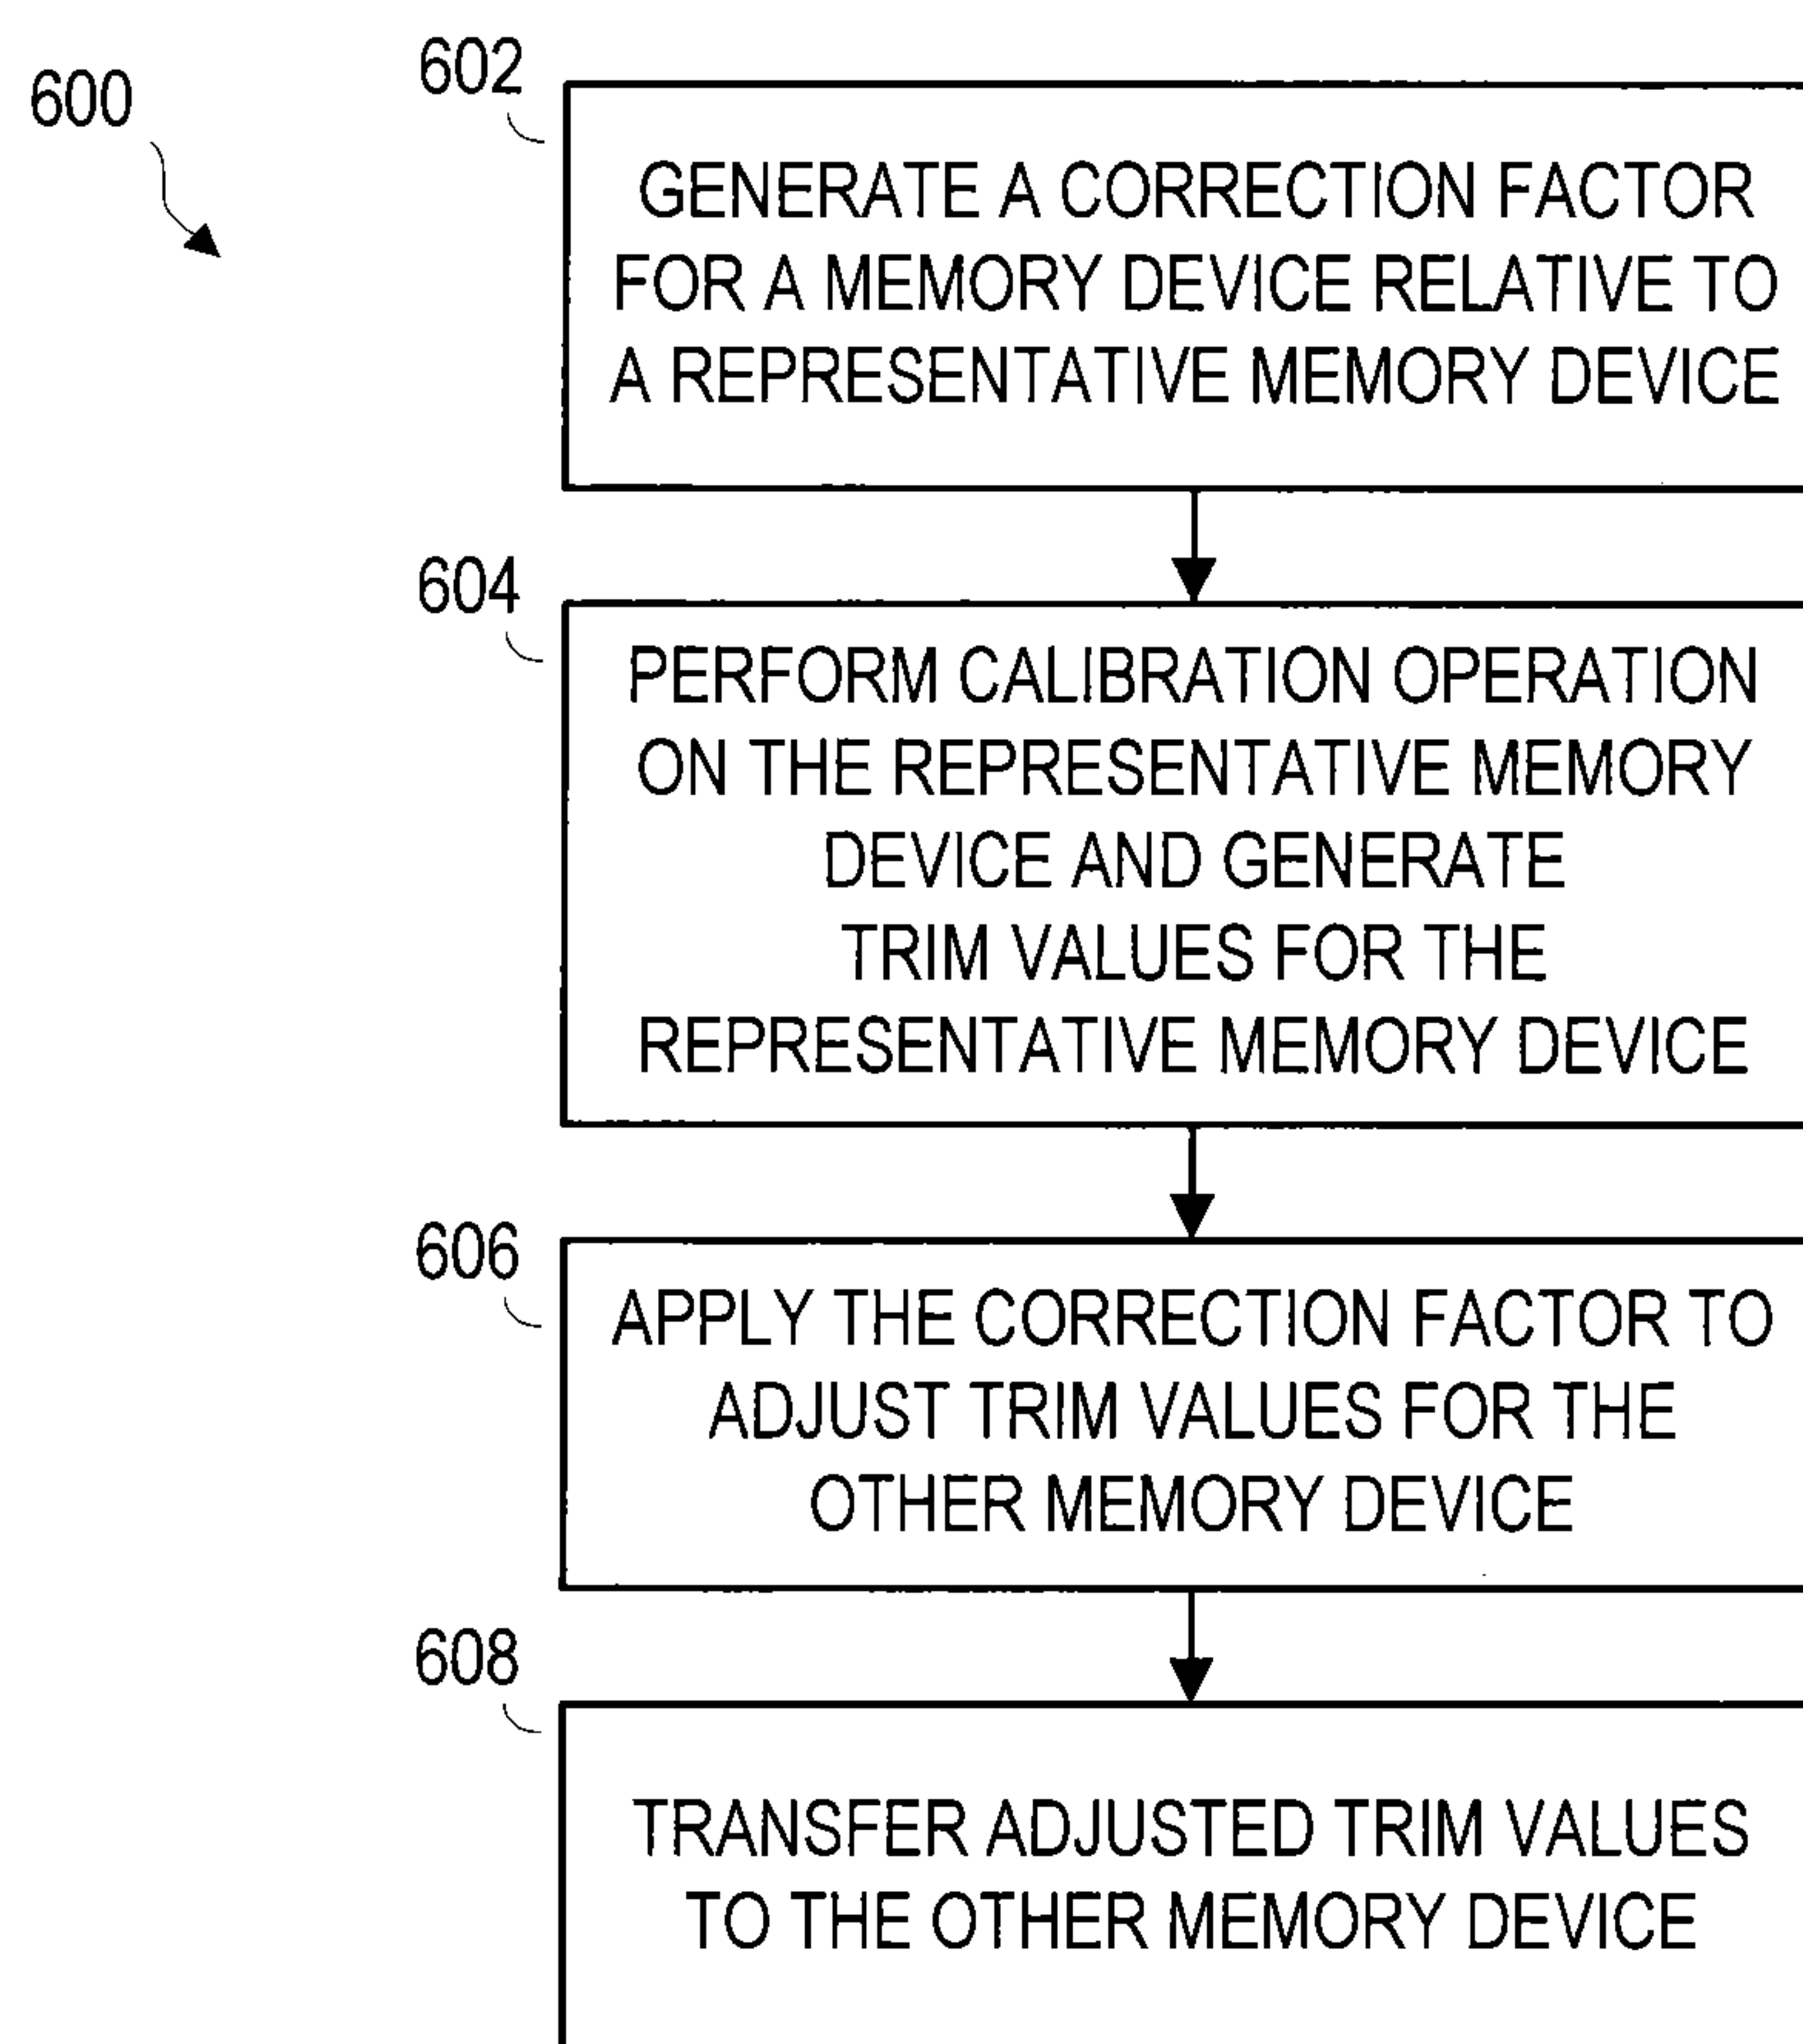 600
602
GENERATE A CORRECTION FACTOR
FOR A MEMORY DEVICE RELATIVE TO
A REPRESENTATIVE MEMORY DEVICE
604
PERFORM CALIBRATION OPERATION
ON THE REPRESENTATIVE MEMORY
DEVICE AND GENERATE
TRIM VALUES FOR THE
REPRESENTATIVE MEMORY DEVICE
606
APPLY THE CORRECTION FACTOR TO
ADJUST TRIM VALUES FOR THE
OTHER MEMORY DEVICE
608
TRANSFER ADJUSTED TRIM VALUES
TO THE OTHER MEMORY DEVICE